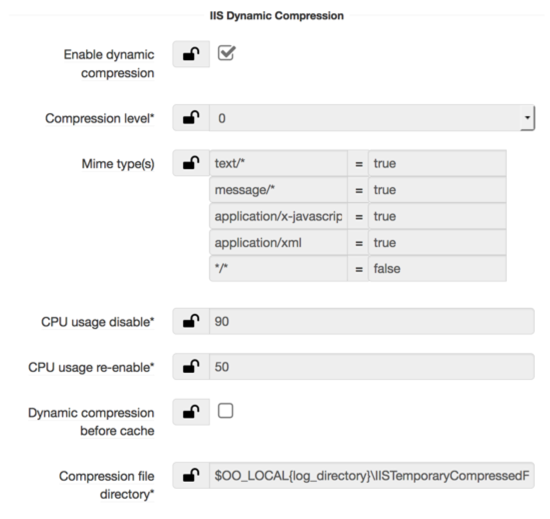 IIS Dynamic Compression
Enable dynamic
compression
Compression level*
0
Mime type(s)
text/* = true
message/* = true
application/x-javascrip = true
application/xml = true
*/* = false
CPU usage disable*
90
CPU usage re-enable*
50
Dynamic compression
before cache
Compression file
directory*
$OO_LOCAL{log_directory}\IISTemporaryCompressedF